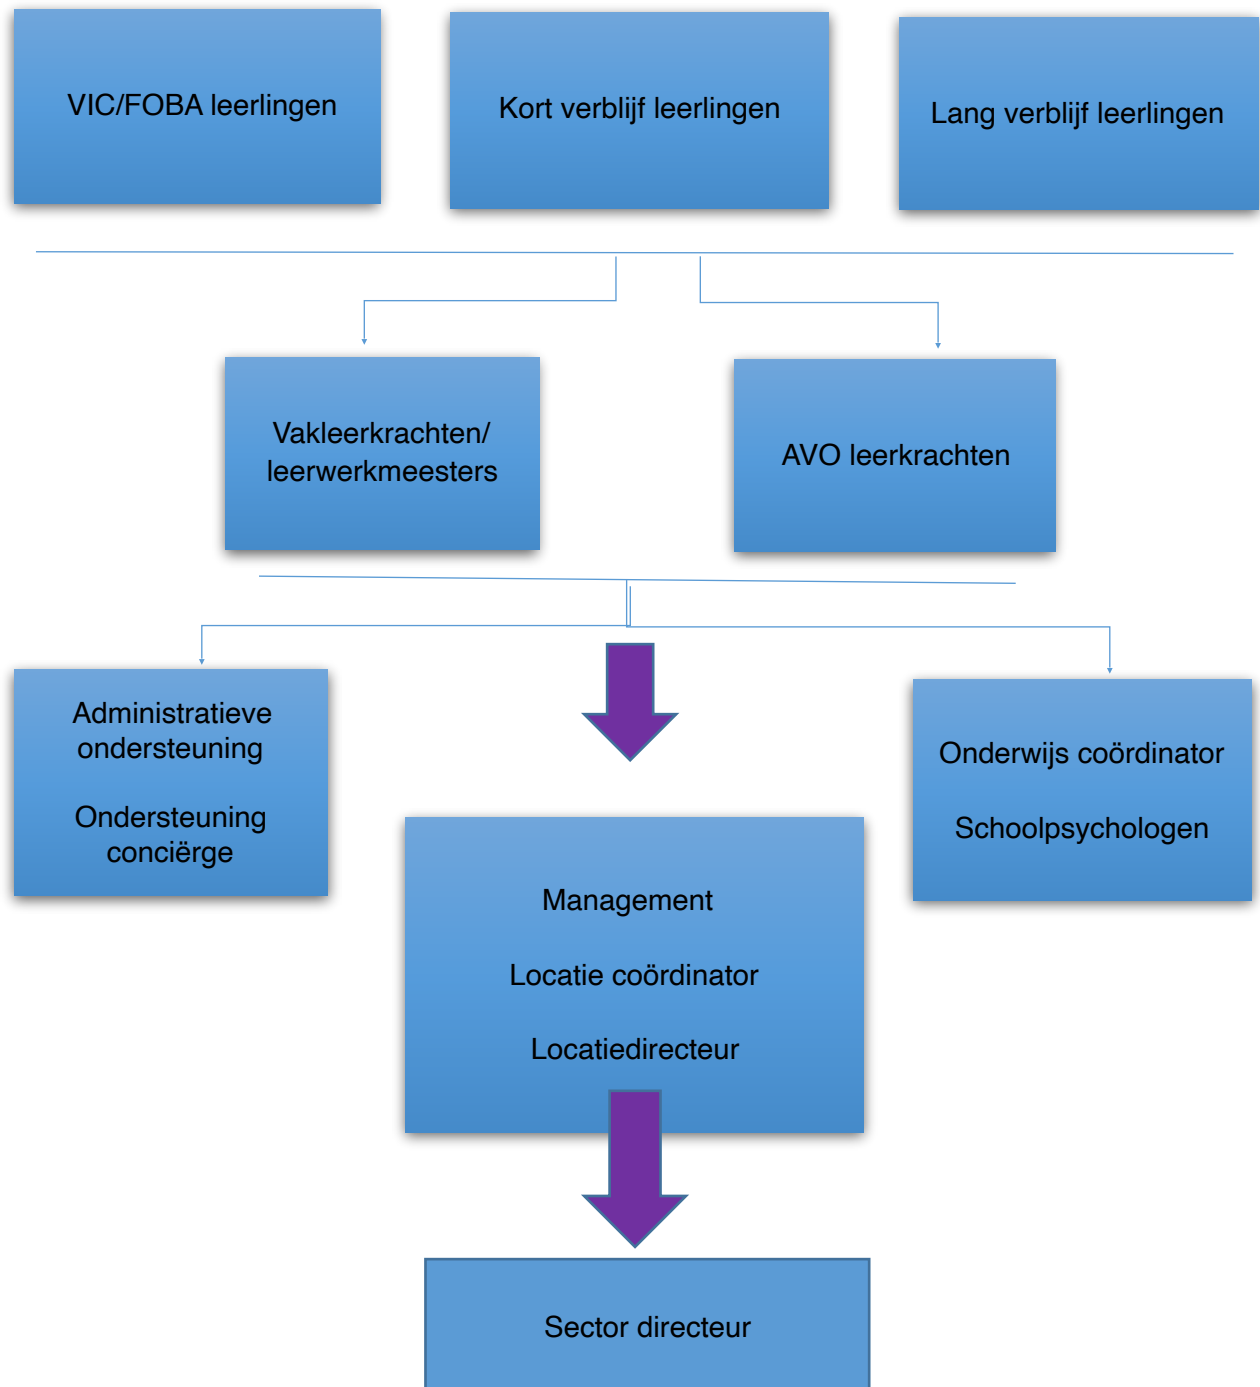 VIC/FOBA leerlingen
Kort verblijf leerlingen
Lang verblijf leerlingen
Vakleerkrachten/
leerwerkmeesters
AVO leerkrachten
Administratieve
ondersteuning
Ondersteuning
conciërge
Onderwijs coördinator
Schoolpsychologen
Management
Locatie coördinator
Locatiedirecteur
Sector directeur